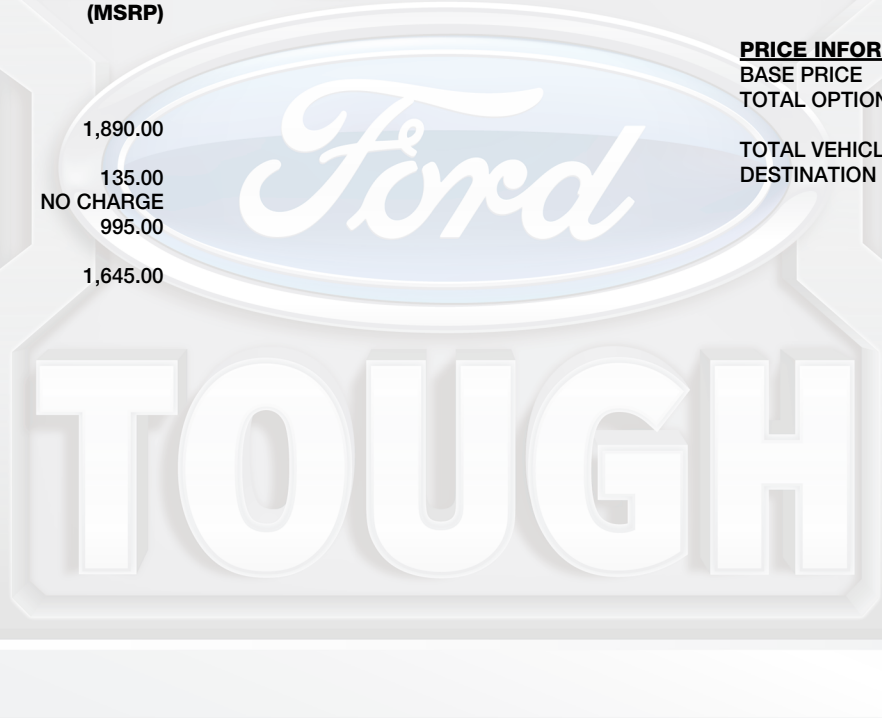 (MSRP)
1,890.00
135.00
NO CHARGE
995.00
1,645.00
PRICE INFOR
BASE PRICE
TOTAL OPTION
TOTAL VEHICL
DESTINATION
Ford
TOUGH